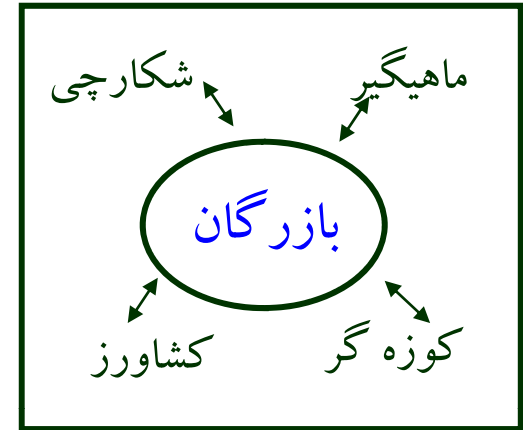 ماهیگیر
شکارچی
بازرگان
کوزه گر
کشاورز